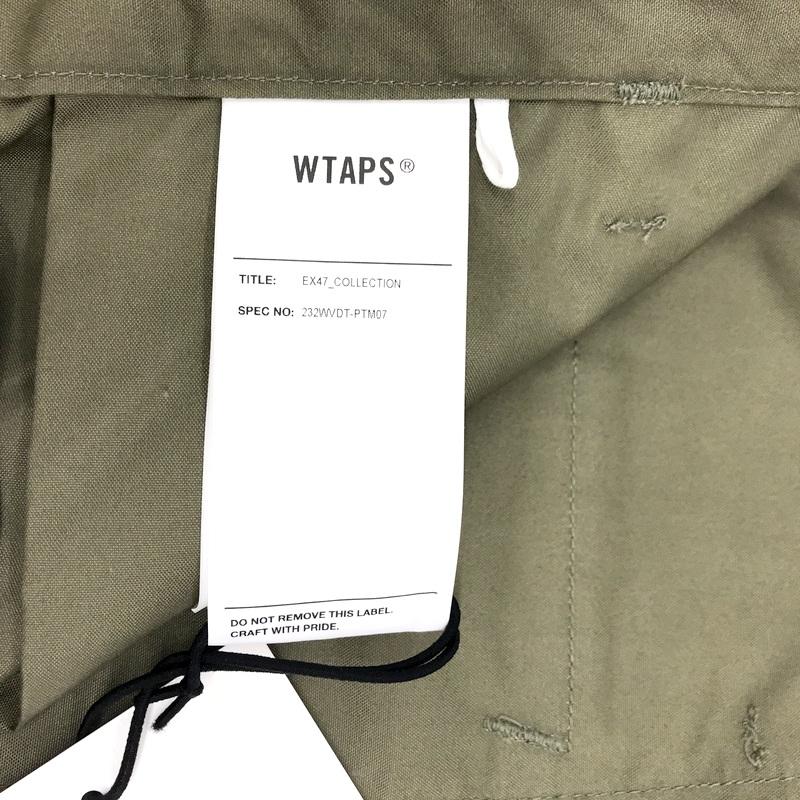 WTAPS®
TITLE: EX47_COLLECTION
SPEC NO: 232WVDT-PTM07
DO NOT REMOVE THIS LABEL.
CRAFT WITH PRIDE.